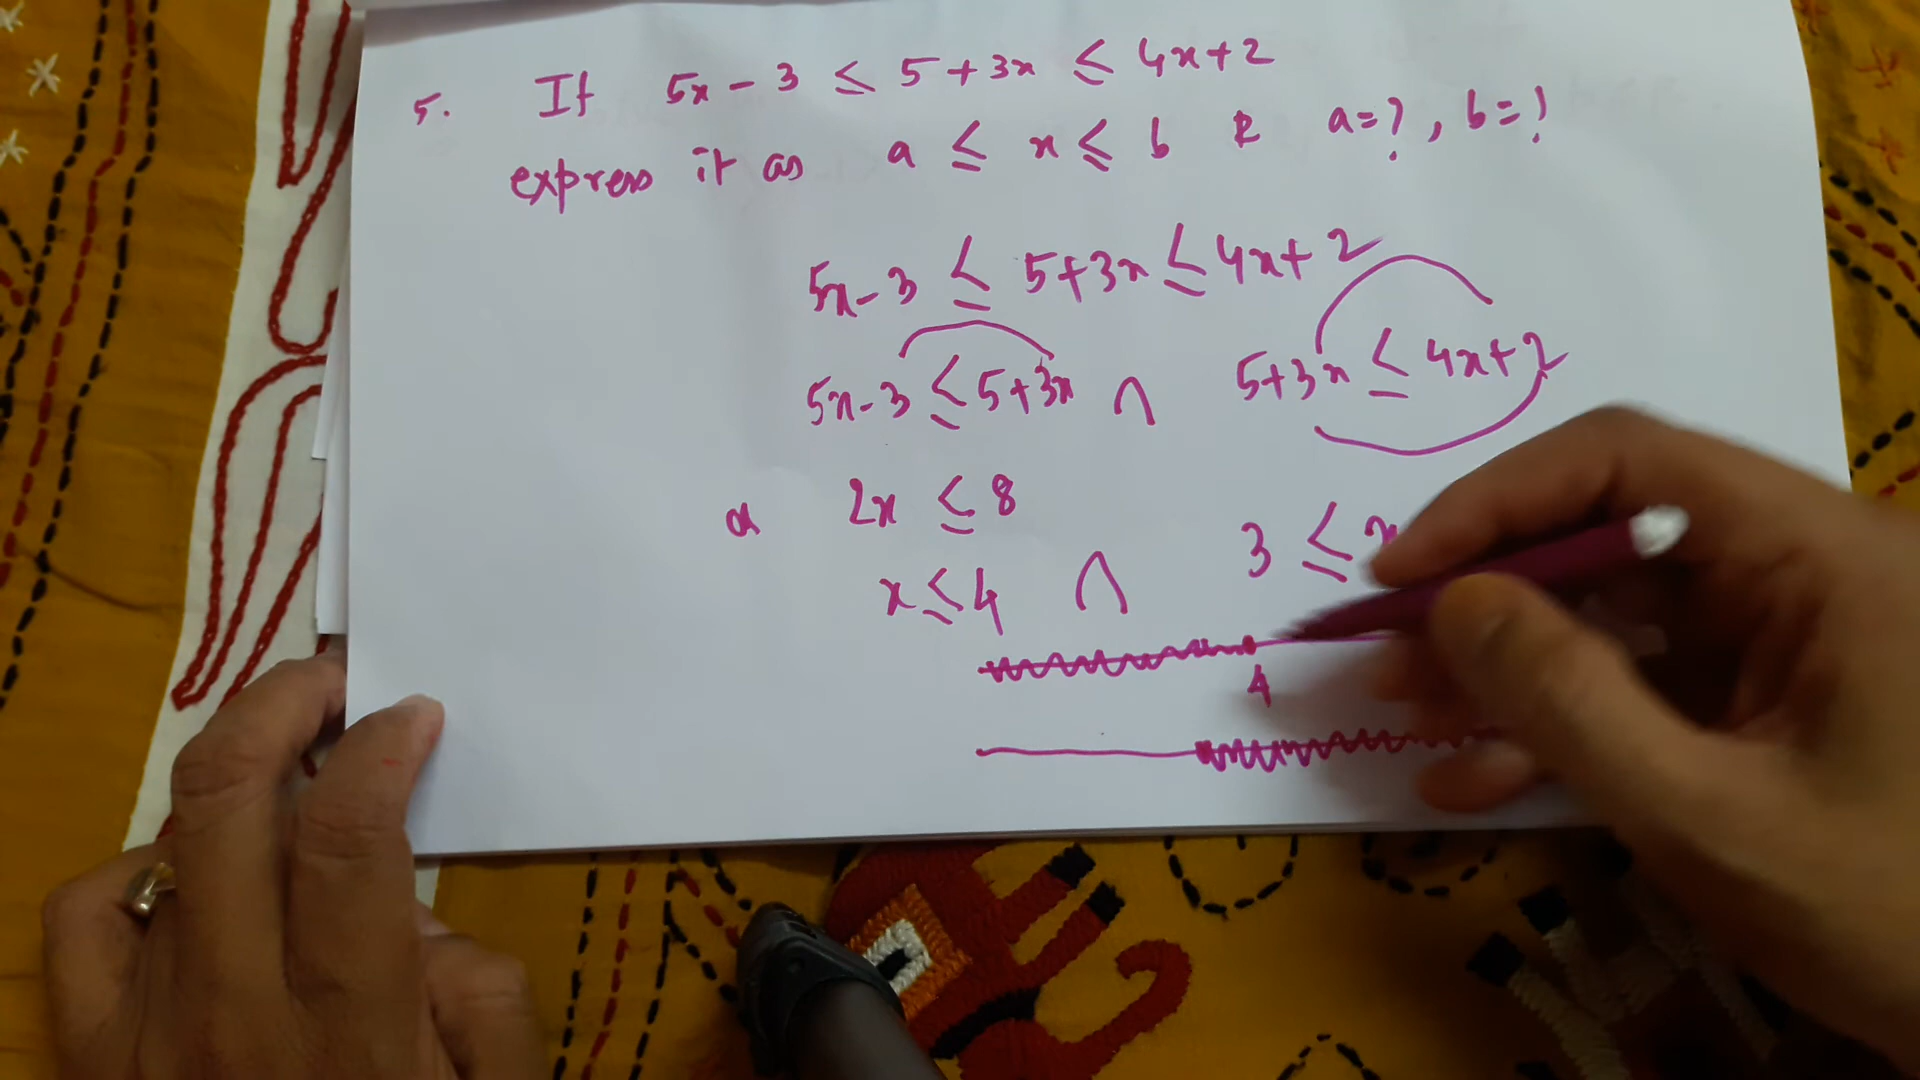 5. If 5x - 3 ≤ 5 + 3x ≤ 4x + 2
express it as a ≤ x ≤ b & a = ? , b = ?
5x - 3 ≤ 5 + 3x ≤ 4x + 2
5x - 3 ≤ 5 + 3x ∧ 5 + 3x ≤ 4x + 2
2x ≤ 8 3 ≤ x
x ≤ 4 ∧
4